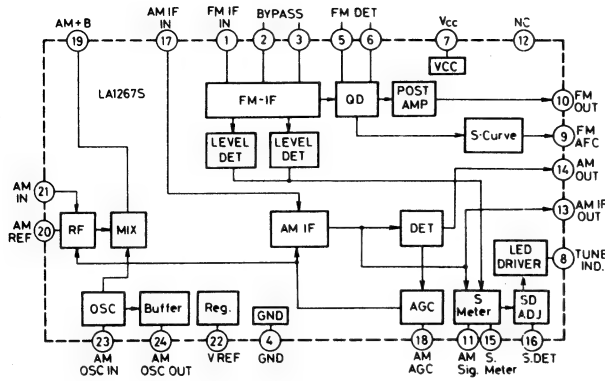 AM+B
AM IF IN
FM IF IN
BYPASS
FM DET
Vcc
NC
19
17
1
2
3
5
6
7
12
VCC
LA1267S
FM-IF
QD
POST AMP
10
FM OUT
LEVEL DET
LEVEL DET
S·Curve
9
FM AFC
14
AM OUT
AM IN
21
13
AM IF OUT
AM REF
20
RF
MIX
AM IF
DET
LED DRIVER
8
TUNE IND.
OSC
Buffer
Reg.
GND
AGC
S Meter
SD ADJ
23
24
22
4
18
11
15
16
AM OSC IN
AM OSC OUT
V REF
GND
AM AGC
AM Sig.
S. Meter
S.DET